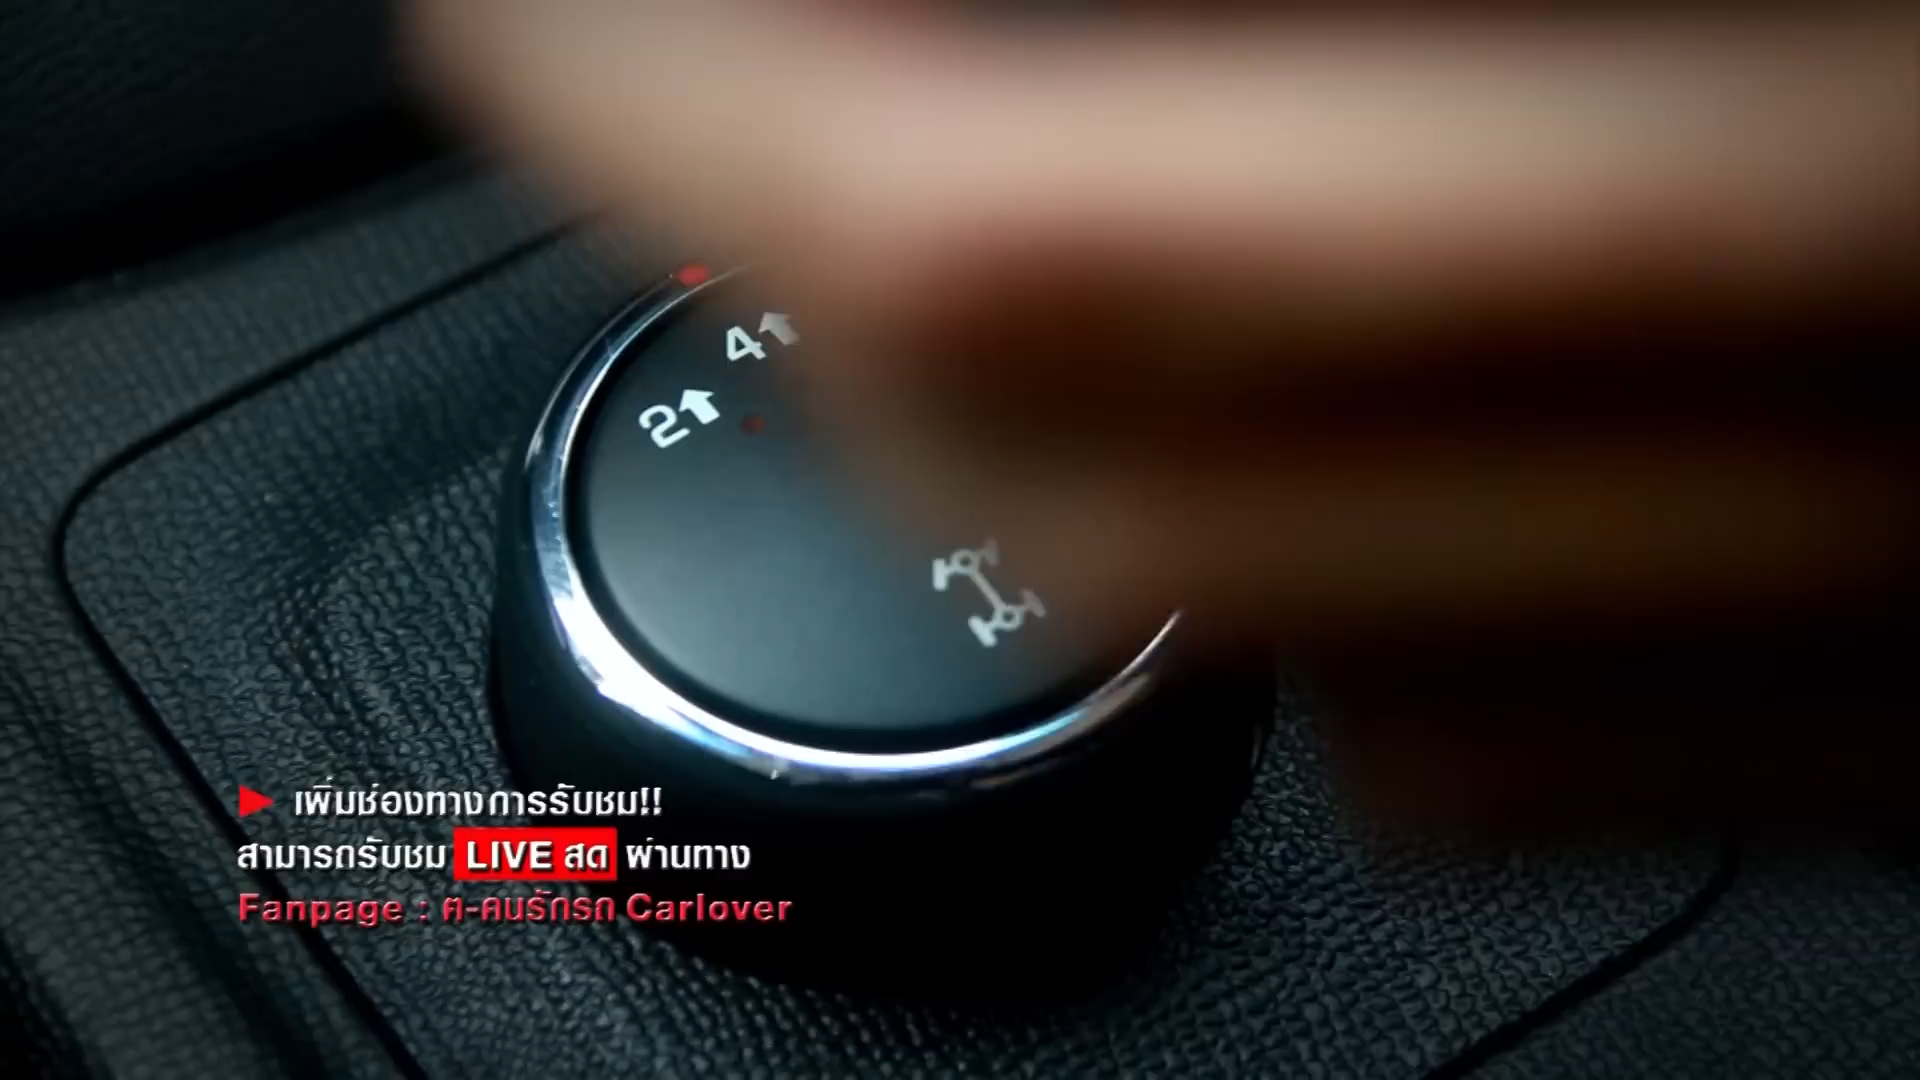 4
2
เพิ่มช่องทางการรับชม!!
สามารถรับชม LIVE สด ผ่านทาง
Fanpage : ฅ-คนรักรถ Carlover